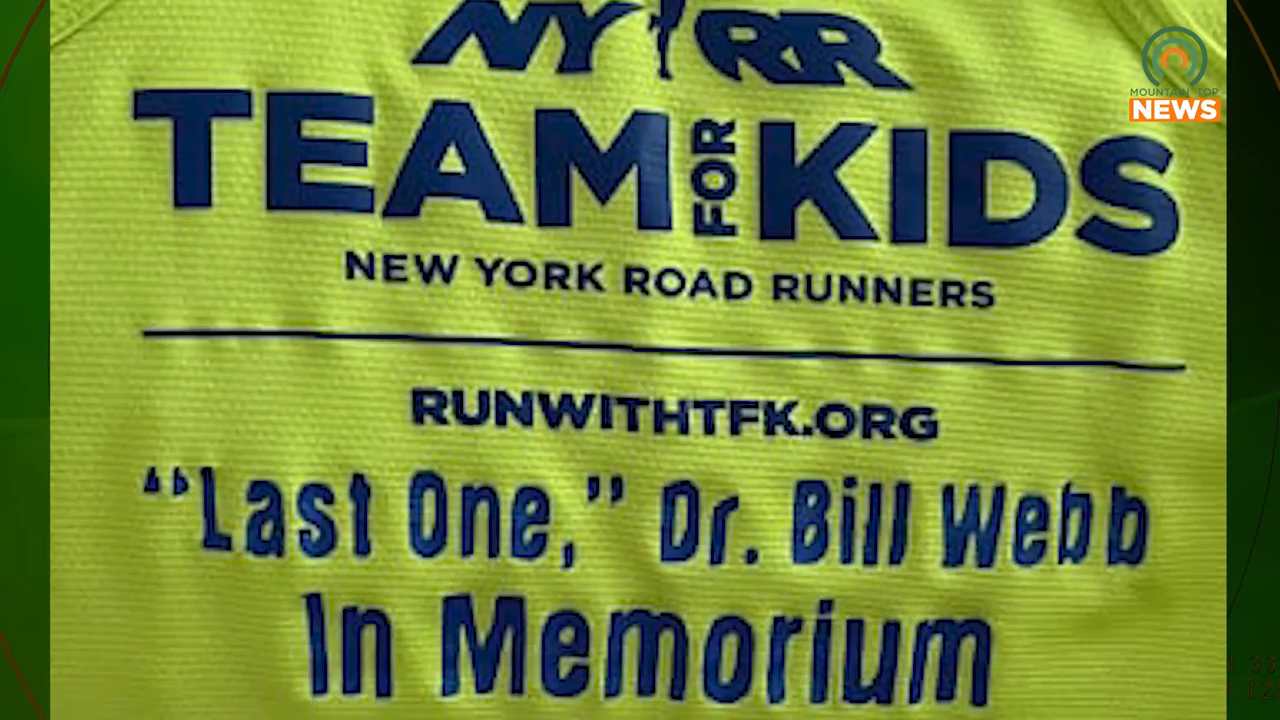 NYRR
MOUNTAIN TOP
NEWS
TEAM FOR KIDS
NEW YORK ROAD RUNNERS
RUNWITHTFK.ORG
“Last One,” Dr. Bill Webb
In Memorium